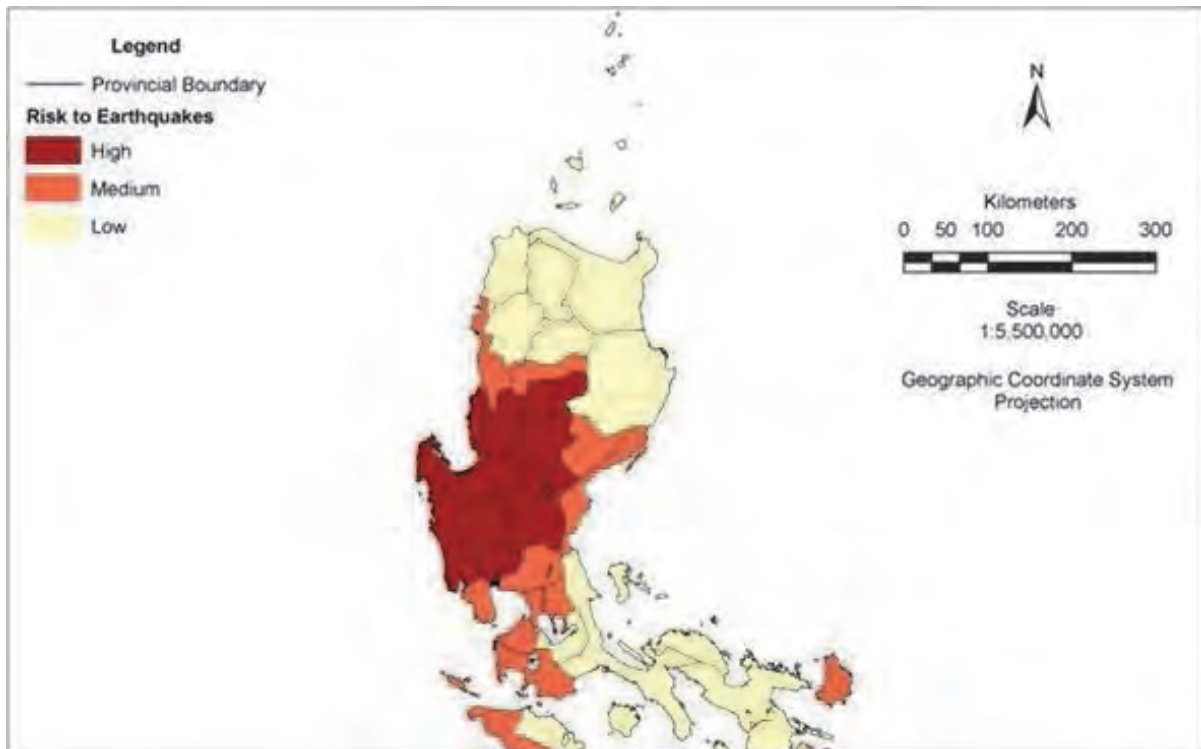 Legend
Provincial Boundary
Risk to Earthquakes
High
Medium
Low
N
Kilometers
0 50 100 200 300
Scale
1:5,500,000
Geographic Coordinate System
Projection